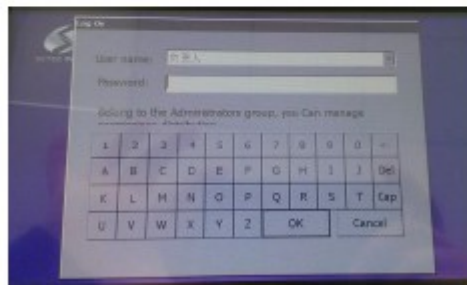 Log On
User name:
Password:
Belong to the Administrators group, you Can manage
1 2 3 4 5 6 7 8 9 0
A B C D E F G H I J Del
K L M N O P Q R S T Cap
U V W X Y Z OK Cancel